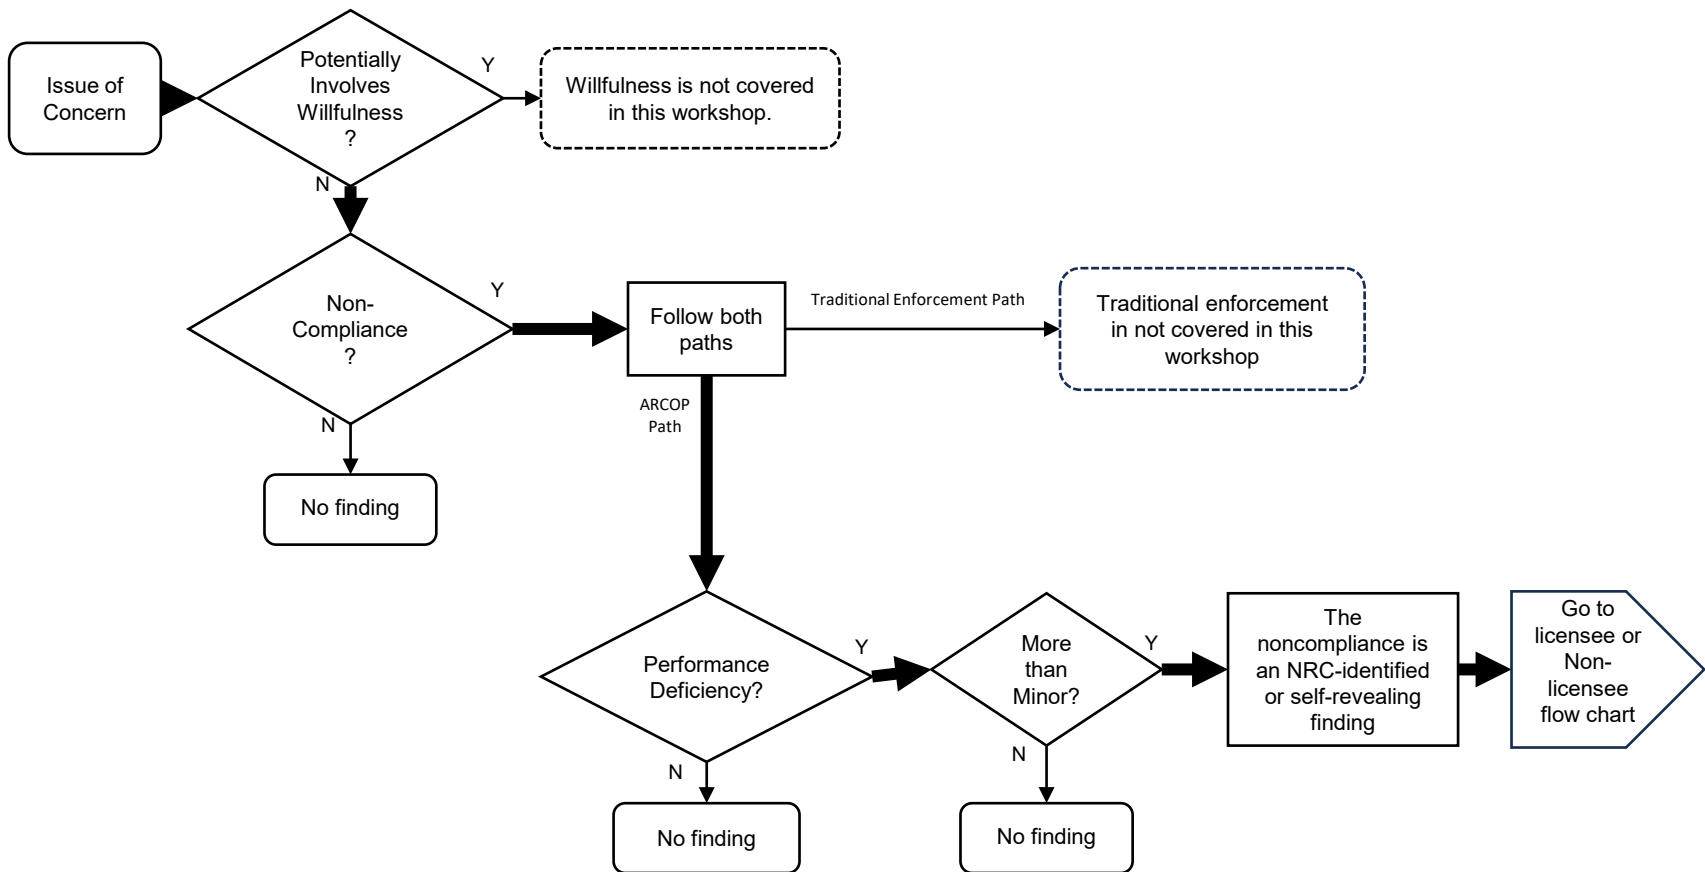 Issue of
Concern
Potentially
Involves
Willfulness
?
Y
Willfulness is not covered
in this workshop.
N
Non-
Compliance
?
Y
Follow both
paths
Traditional Enforcement Path
Traditional enforcement
in not covered in this
workshop
N
No finding
ARCOP
Path
Performance
Deficiency?
Y
More
than
Minor?
Y
The
noncompliance is
an NRC-identified
or self-revealing
finding
Go to
licensee or
Non-
licensee
flow chart
N
No finding
N
No finding